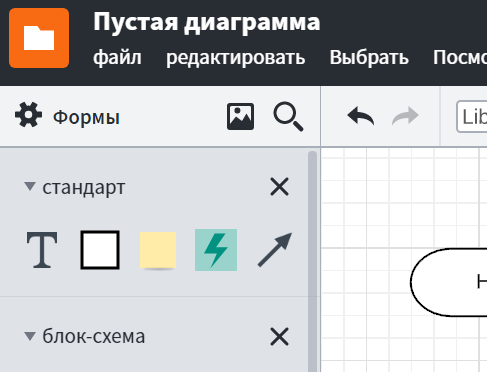 Пустая диаграмма
файл редактировать Выбрать
Формы
стандарт
T
блок-схема